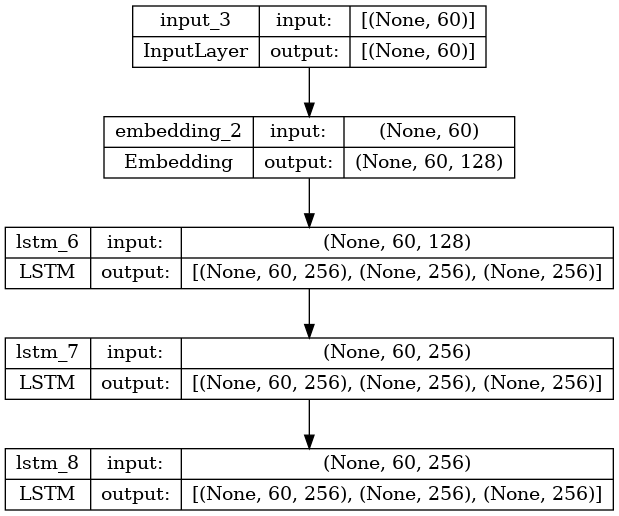 input_3 input: [(None, 60)]
InputLayer output: [(None, 60)]
embedding_2 input: (None, 60)
Embedding output: (None, 60, 128)
lstm_6 input: (None, 60, 128)
LSTM output: [(None, 60, 256), (None, 256), (None, 256)]
lstm_7 input: (None, 60, 256)
LSTM output: [(None, 60, 256), (None, 256), (None, 256)]
lstm_8 input: (None, 60, 256)
LSTM output: [(None, 60, 256), (None, 256), (None, 256)]